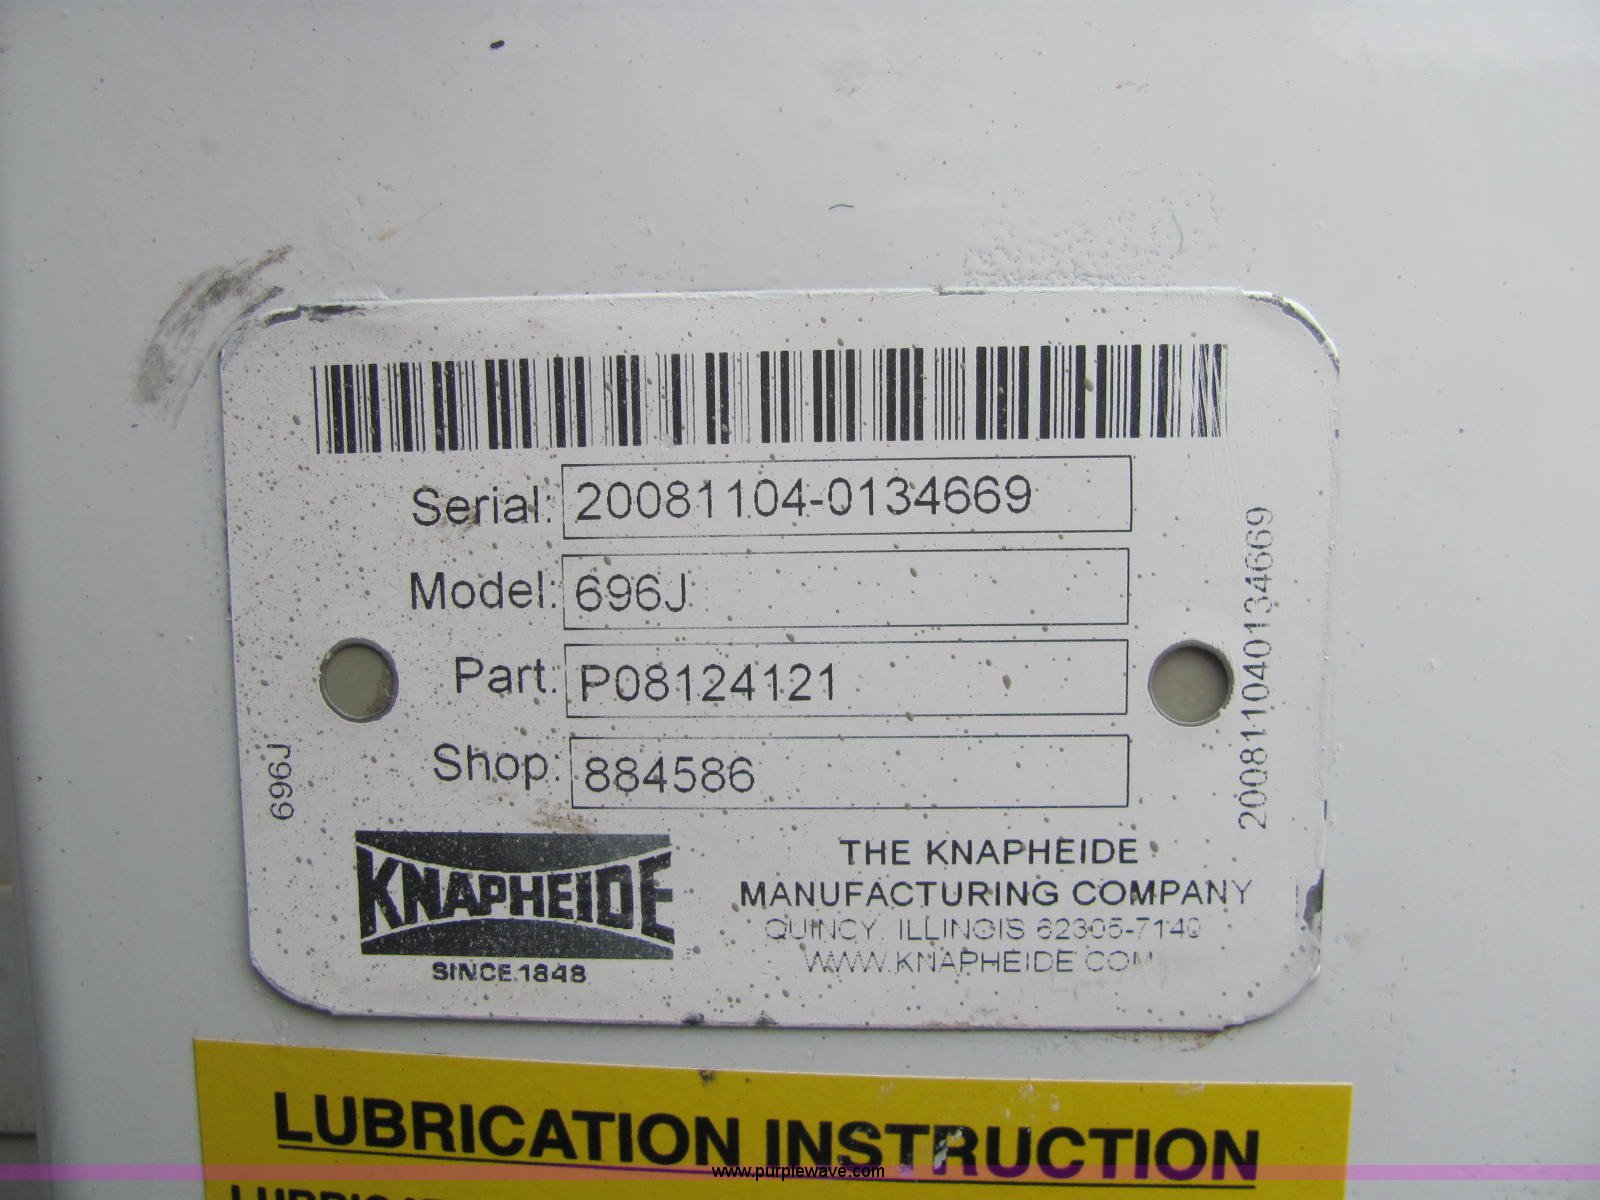 Serial: 20081104-0134669
Model: 696J
Part: P08124121
Shop: 884586
696J
200811040134669
KNAPHEIDE
SINCE 1848
THE KNAPHEIDE
MANUFACTURING COMPANY
QUINCY, ILLINOIS 62305-7140
WWW.KNAPHEIDE.COM
LUBRICATION INSTRUCTION
www.purplewave.com